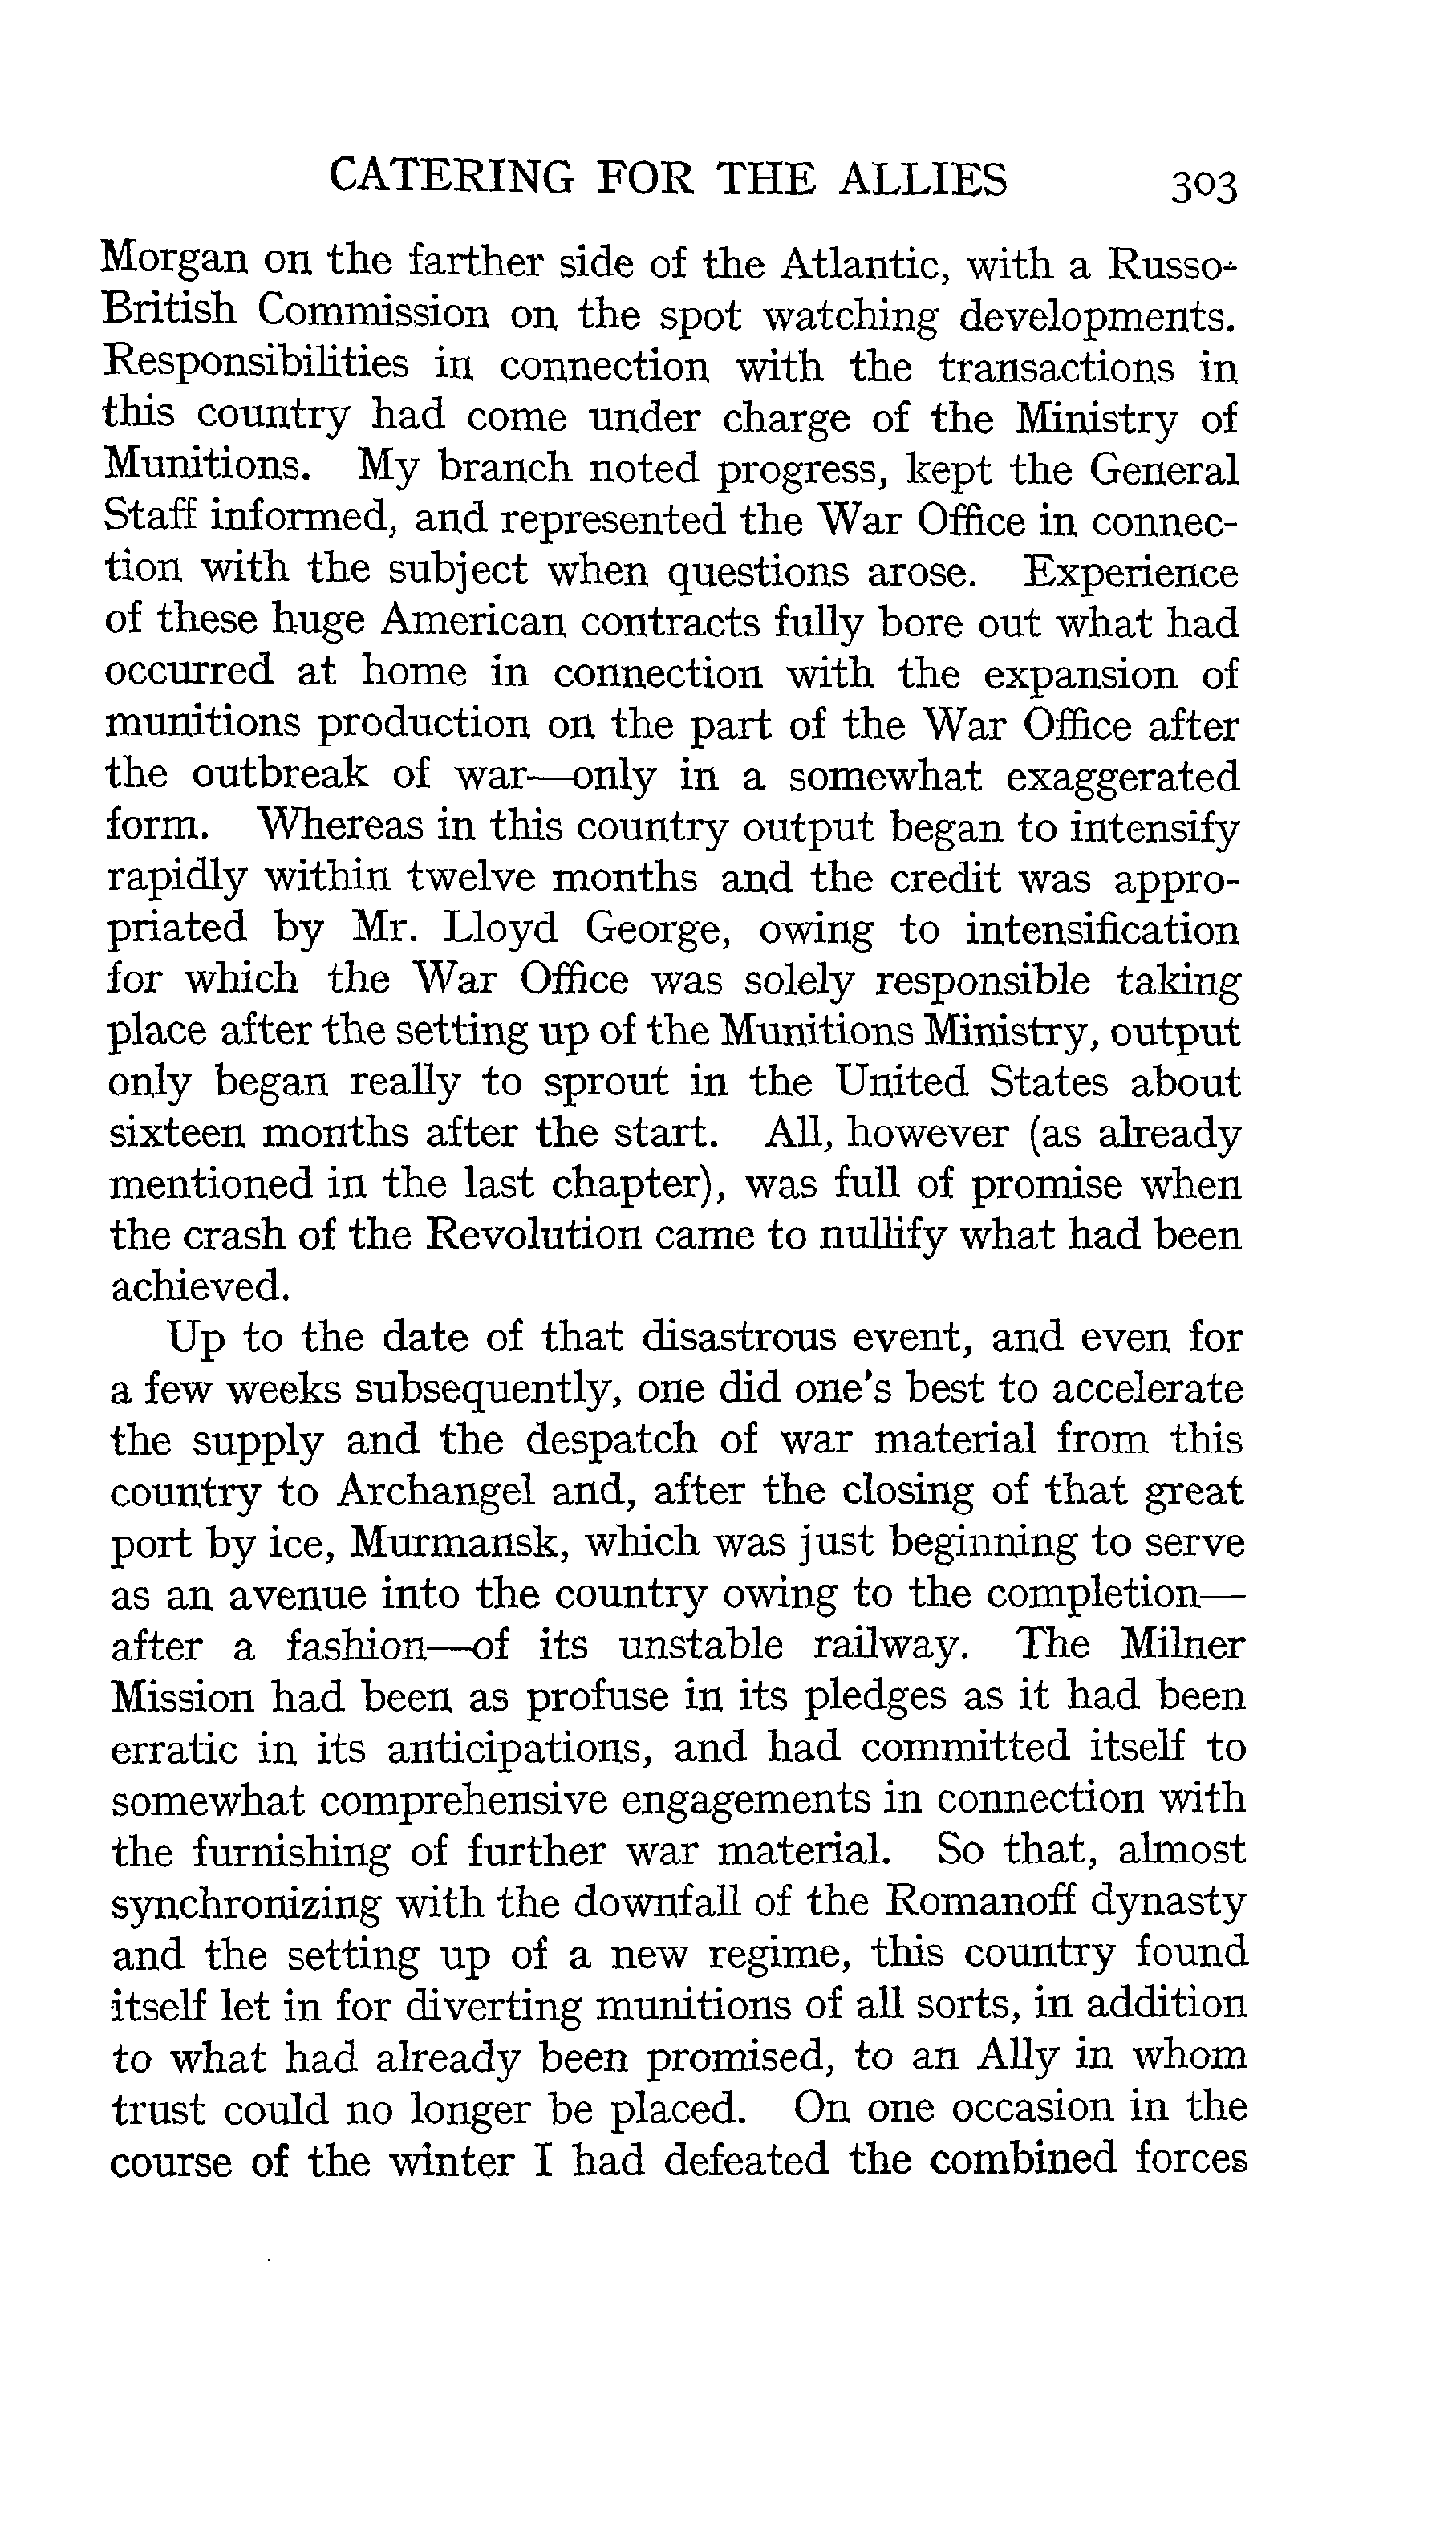 CATERING FOR THE ALLIES 303
Morgan on the farther side of the Atlantic, with a Russo-
British Commission on the spot watching developments.
Responsibilities in connection with the transactions in
this country had come under charge of the Ministry of
Munitions. My branch noted progress, kept the General
Staff informed, and represented the War Office in connec-
tion with the subject when questions arose. Experience
of these huge American contracts fully bore out what had
occurred at home in connection with the expansion of
munitions production on the part of the War Office after
the outbreak of war—only in a somewhat exaggerated
form. Whereas in this country output began to intensify
rapidly within twelve months and the credit was appro-
priated by Mr. Lloyd George, owing to intensification
for which the War Office was solely responsible taking
place after the setting up of the Munitions Ministry, output
only began really to sprout in the United States about
sixteen months after the start. All, however (as already
mentioned in the last chapter), was full of promise when
the crash of the Revolution came to nullify what had been
achieved.
Up to the date of that disastrous event, and even for
a few weeks subsequently, one did one's best to accelerate
the supply and the despatch of war material from this
country to Archangel and, after the closing of that great
port by ice, Murmansk, which was just beginning to serve
as an avenue into the country owing to the completion—
after a fashion—of its unstable railway. The Milner
Mission had been as profuse in its pledges as it had been
erratic in its anticipations, and had committed itself to
somewhat comprehensive engagements in connection with
the furnishing of further war material. So that, almost
synchronizing with the downfall of the Romanoff dynasty
and the setting up of a new regime, this country found
itself let in for diverting munitions of all sorts, in addition
to what had already been promised, to an Ally in whom
trust could no longer be placed. On one occasion in the
course of the winter I had defeated the combined forces